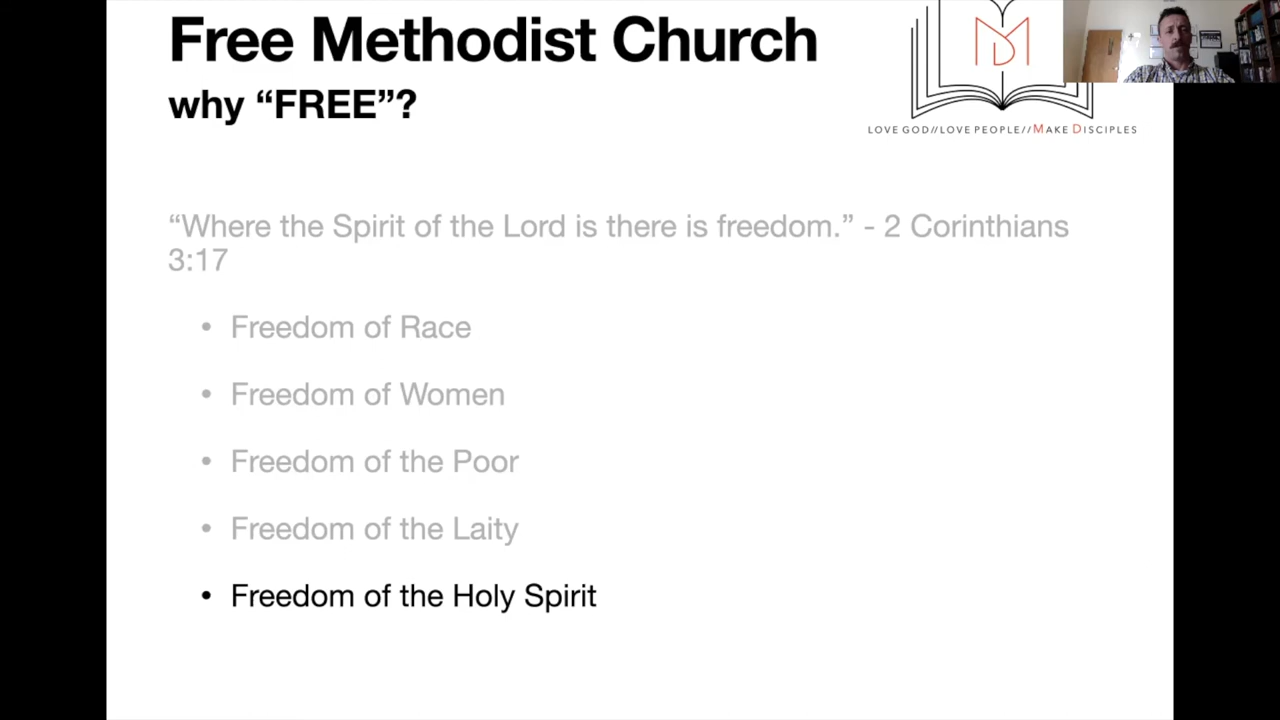 Free Methodist Church
why “FREE”?
MD
LOVE GOD//LOVE PEOPLE//MAKE DISCIPLES
“Where the Spirit of the Lord is there is freedom.” - 2 Corinthians
3:17
• Freedom of Race
• Freedom of Women
• Freedom of the Poor
• Freedom of the Laity
• Freedom of the Holy Spirit